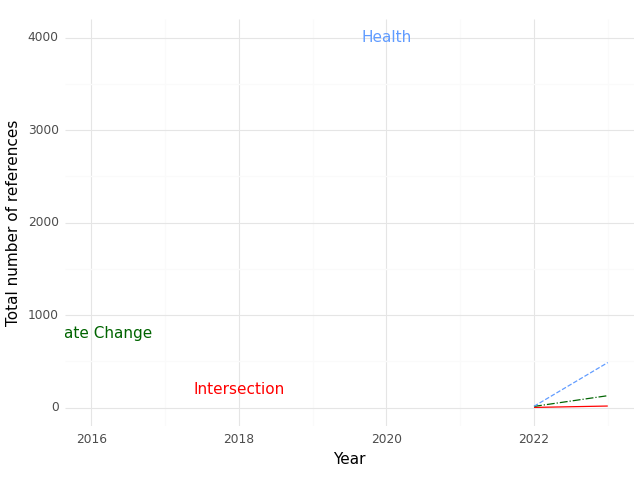 4000
Health
3000
2000
1000
ate Change
Intersection
0
Total number of references
2016
2018
2020
2022
Year